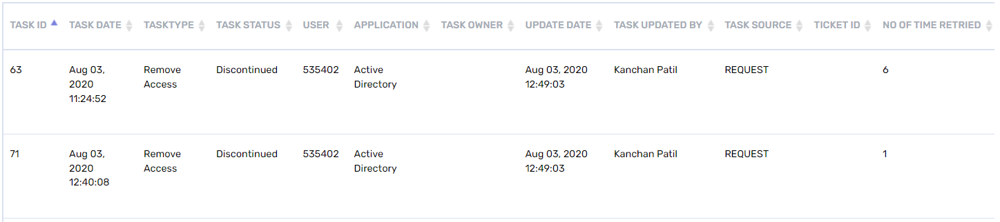 TASK ID TASK DATE TASKTYPE TASK STATUS USER APPLICATION TASK OWNER UPDATE DATE TASK UPDATED BY TASK SOURCE TICKET ID NO OF TIME RETRIED
63 Aug 03, Remove Discontinued 535402 Active Aug 03, 2020 Kanchan Patil REQUEST 6
2020 Access Directory 12:49:03
11:24:52
71 Aug 03, Remove Discontinued 535402 Active Aug 03, 2020 Kanchan Patil REQUEST 1
2020 Access Directory 12:49:03
12:40:08